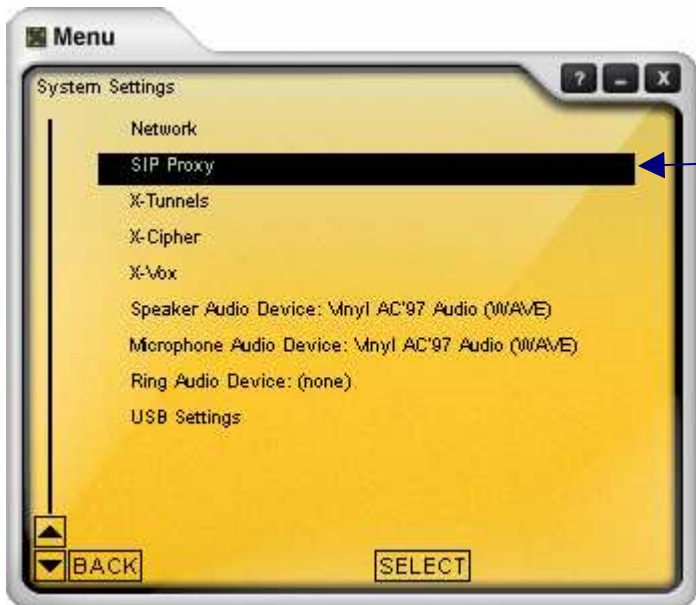 Menu
System Settings
? - X
Network
SIP Proxy
X-Tunnels
X-Cipher
X-Vox
Speaker Audio Device: Vinyl AC'97 Audio (WAVE)
Microphone Audio Device: Vinyl AC'97 Audio (WAVE)
Ring Audio Device: (none)
USB Settings
BACK
SELECT